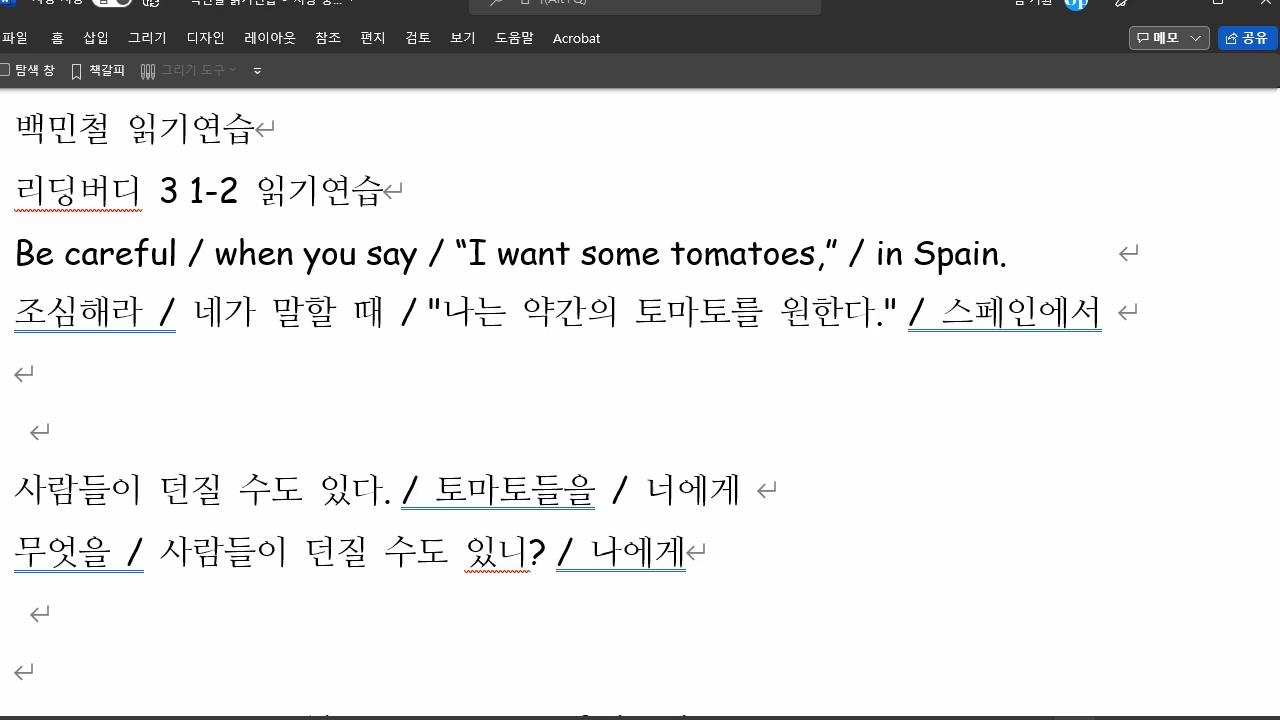 파일 홈 삽입 그리기 디자인 레이아웃 참조 편지 검토 보기 도움말 Acrobat 메모 공유
탐색 창 책갈피 그리기 도구
백민철 읽기연습
리딩버디 3 1-2 읽기연습
Be careful / when you say / “I want some tomatoes,” / in Spain.
조심해라 / 네가 말할 때 / "나는 약간의 토마토를 원한다." / 스페인에서
사람들이 던질 수도 있다. / 토마토들을 / 너에게
무엇을 / 사람들이 던질 수도 있니? / 나에게